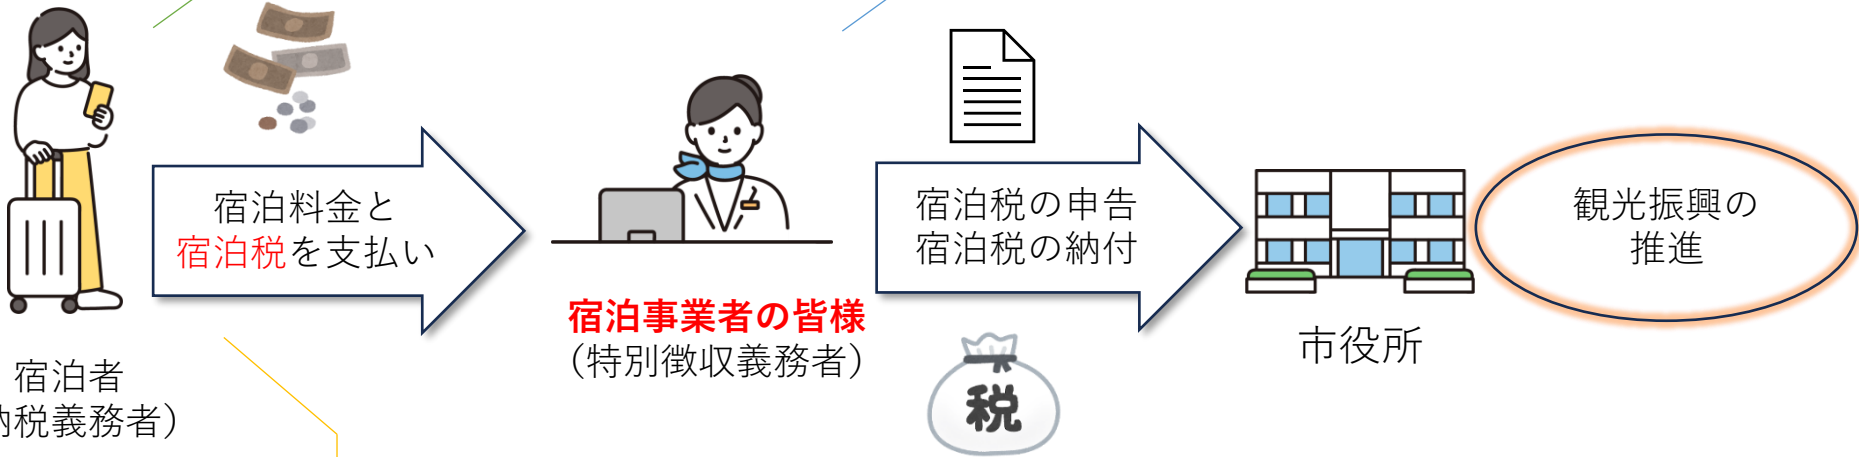 宿泊料金と
宿泊税を支払い
宿泊者
納税義務者）
宿泊事業者の皆様
（特別徴収義務者）
宿泊税の申告
宿泊税の納付
税
市役所
観光振興の
推進